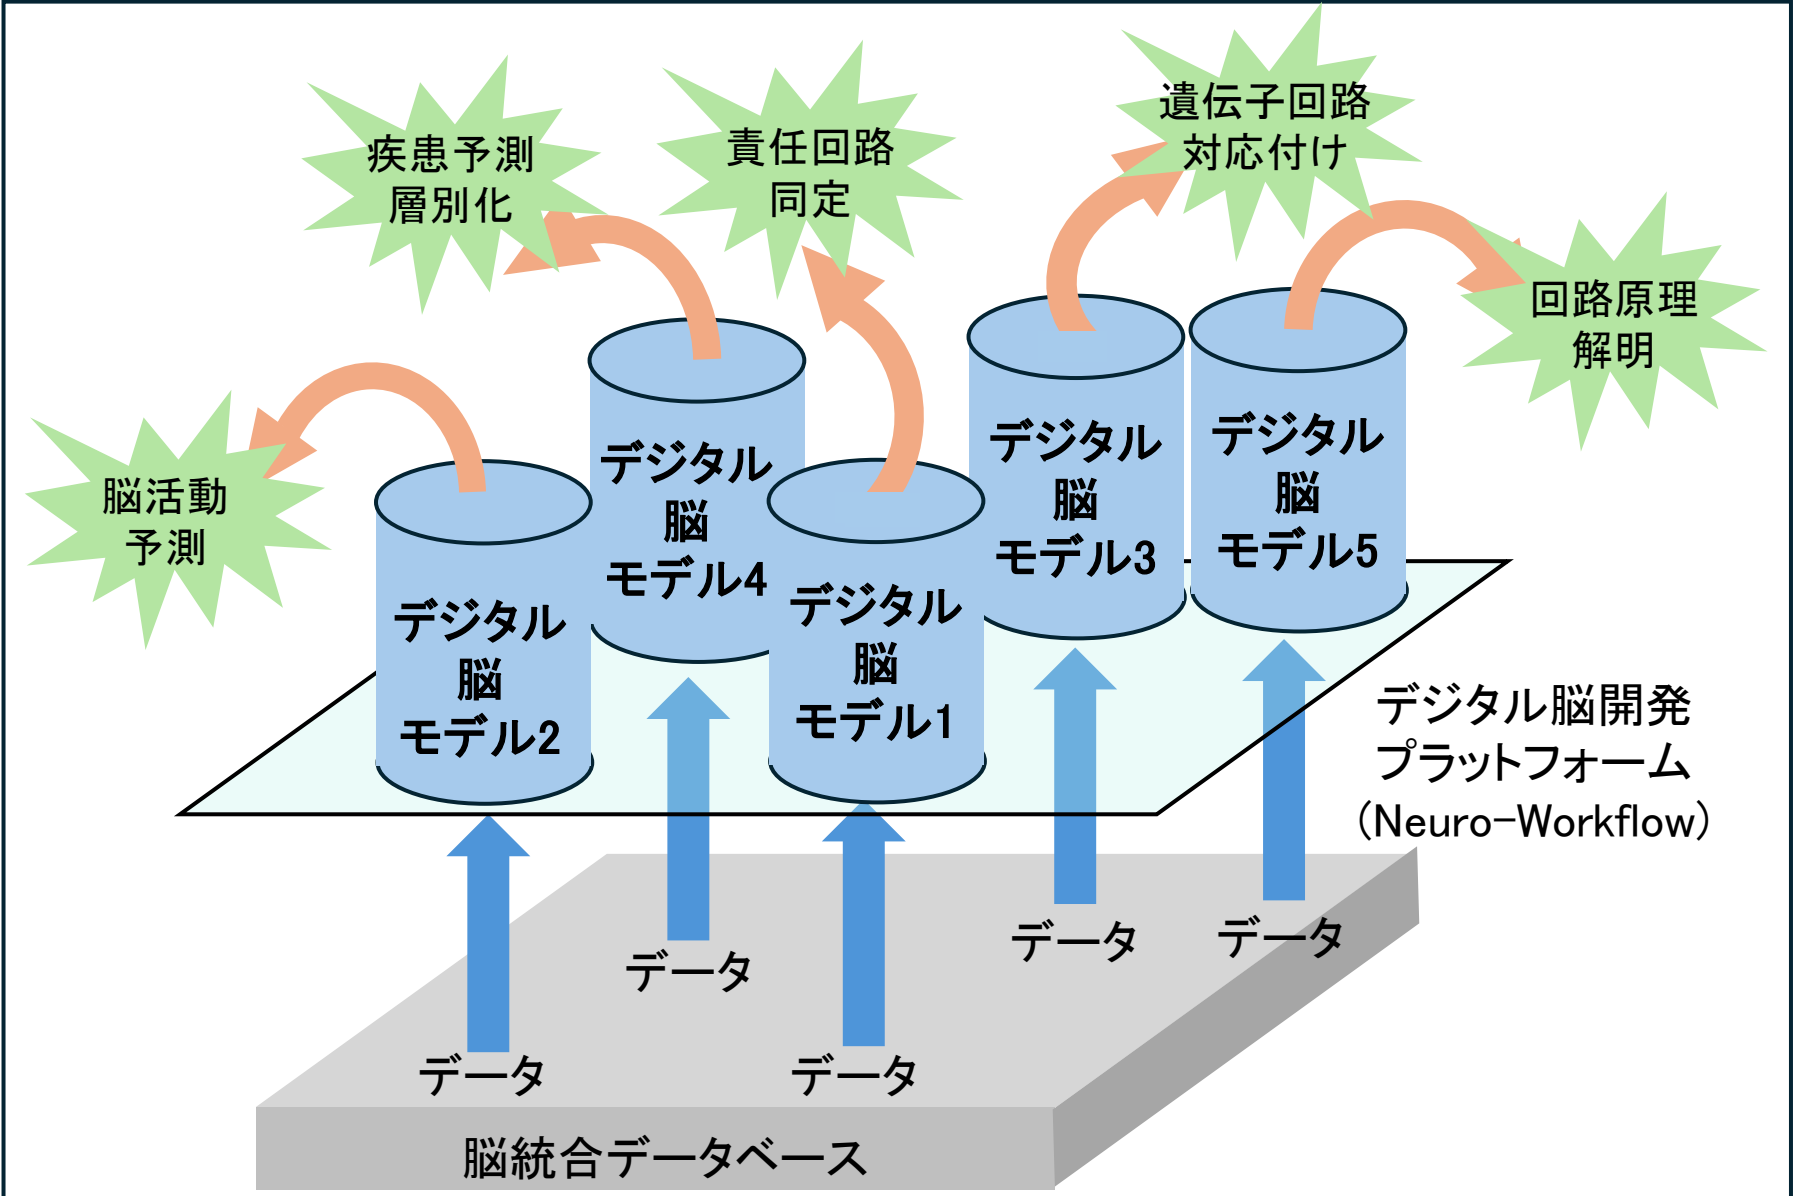 遺伝子回路
対応付け
疾患予測
層別化
責任回路
同定
回路原理
解明
脳活動
予測
デジタル
脳
モデル4
デジタル
脳
モデル3
デジタル
脳
モデル5
デジタル
脳
モデル2
デジタル
脳
モデル1
デジタル脳開発
プラットフォーム
(Neuro-Workflow)
データ
データ
データ
データ
データ
脳統合データベース